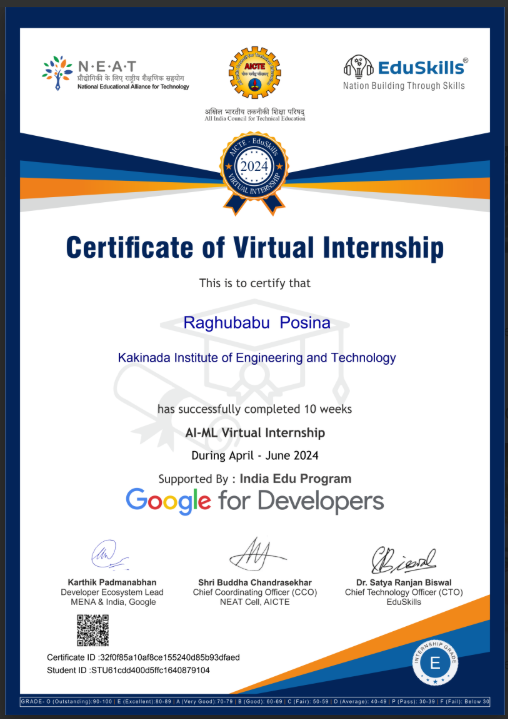 N·E·A·T
प्रौद्योगिकी के लिए राष्ट्रीय शैक्षणिक सहयोग
National Educational Alliance for Technology
AICTE
अखिल भारतीय तकनीकी शिक्षा परिषद्
All India Council for Technical Education
EduSkills®
Nation Building Through Skills
AICTE - EduSkills
2024
VIRTUAL INTERNSHIP
Certificate of Virtual Internship
This is to certify that
Raghubabu Posina
Kakinada Institute of Engineering and Technology
has successfully completed 10 weeks
AI-ML Virtual Internship
During April - June 2024
Supported By : India Edu Program
Google for Developers
Karthik Padmanabhan
Developer Ecosystem Lead
MENA & India, Google
Shri Buddha Chandrasekhar
Chief Coordinating Officer (CCO)
NEAT Cell, AICTE
Dr. Satya Ranjan Biswal
Chief Technology Officer (CTO)
EduSkills
Certificate ID :32f0f85a10af8ce155240d85b93dfaed
Student ID :STU61cdd400d5ffc1640879104
INTERNSHIP GRADE
E
GRADE- O (Outstanding):90-100 | E (Excellent):80-89 | A (Very Good):70-79 | B (Good): 60-69 | C (Fair): 50-59 | D (Average): 40-49 | P (Pass): 30-39 | F (Fail): Below 30